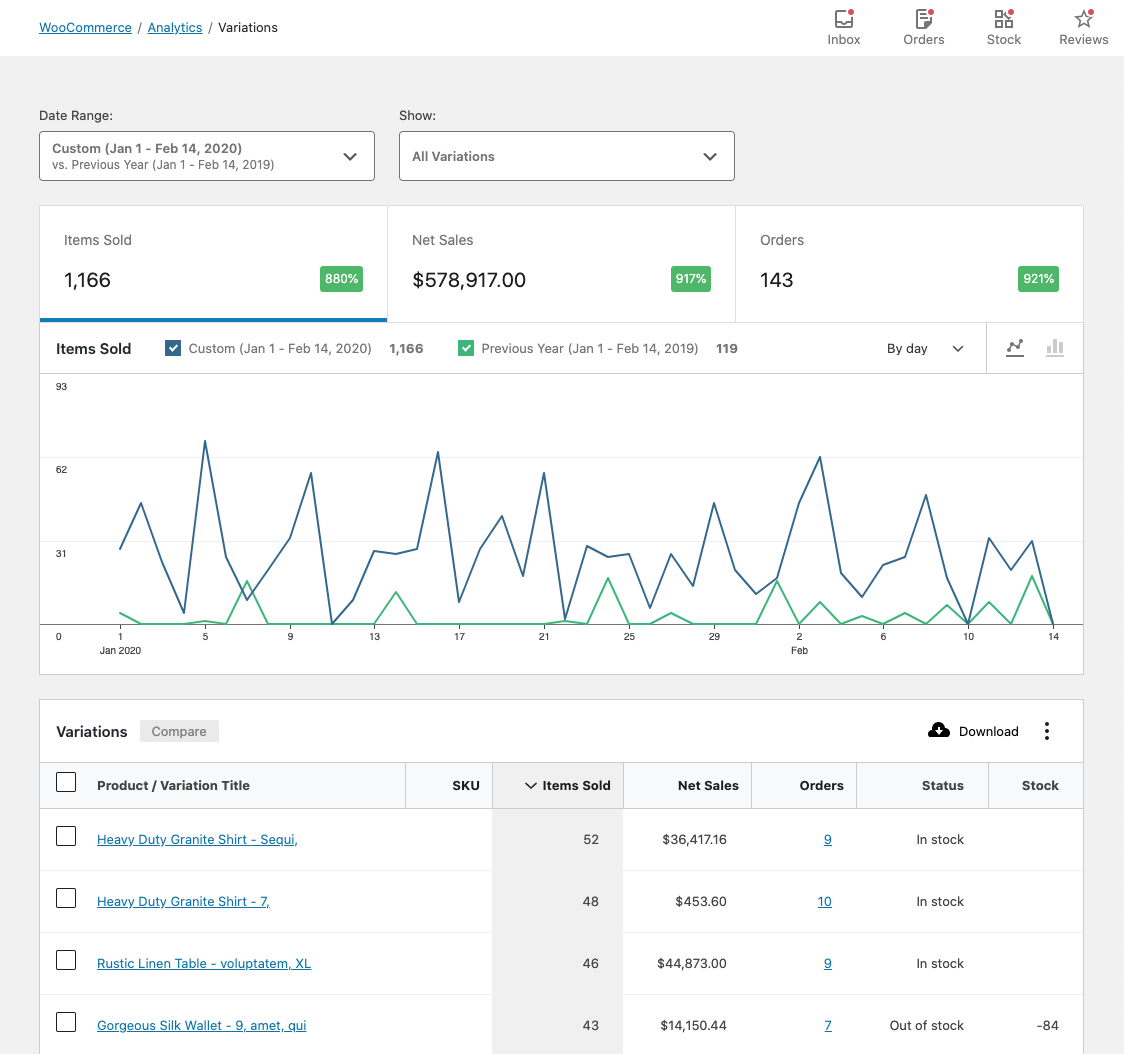 WooCommerce / Analytics / Variations
Inbox
Orders
Stock
Reviews
Date Range:
Custom (Jan 1 - Feb 14, 2020)
vs. Previous Year (Jan 1 - Feb 14, 2019)
Show:
All Variations
Items Sold
1,166
880%
Net Sales
$578,917.00
917%
Orders
143
921%
Items Sold
Custom (Jan 1 - Feb 14, 2020) 1,166
Previous Year (Jan 1 - Feb 14, 2019) 119
By day
93
62
31
0
1 5 9 13 17 21 25 29 2 6 10 14
Jan 2020 Feb
Variations
Compare
Download
Product / Variation Title SKU Items Sold Net Sales Orders Status Stock
Heavy Duty Granite Shirt - Sequi, 52 $36,417.16 9 In stock
Heavy Duty Granite Shirt - 7, 48 $453.60 10 In stock
Rustic Linen Table - voluptatem, XL 46 $44,873.00 9 In stock
Gorgeous Silk Wallet - 9, amet, qui 43 $14,150.44 7 Out of stock -84